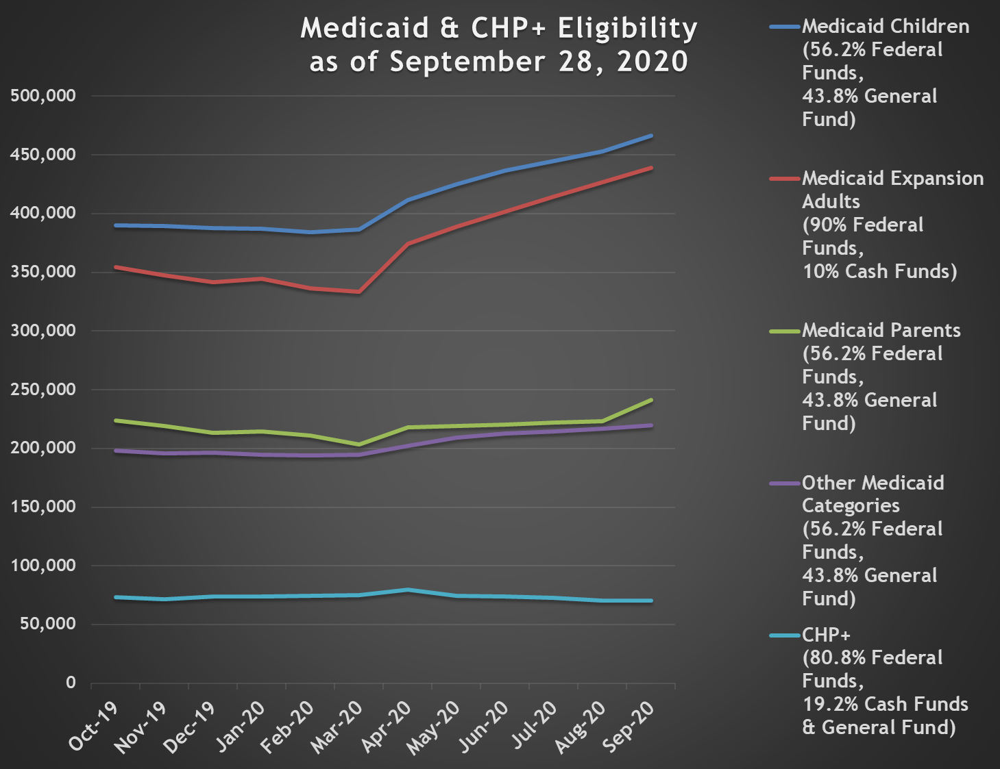 Medicaid & CHP+ Eligibility
as of September 28, 2020
500,000
450,000
400,000
350,000
300,000
250,000
200,000
150,000
100,000
50,000
0
Oct-19
Nov-19
Dec-19
Jan-20
Feb-20
Mar-20
Apr-20
May-20
Jun-20
Jul-20
Aug-20
Sep-20
Medicaid Children
(56.2% Federal
Funds,
43.8% General
Fund)
Medicaid Expansion
Adults
(90% Federal
Funds,
10% Cash Funds)
Medicaid Parents
(56.2% Federal
Funds,
43.8% General
Fund)
Other Medicaid
Categories
(56.2% Federal
Funds,
43.8% General
Fund)
CHP+
(80.8% Federal
Funds,
19.2% Cash Funds
& General Fund)